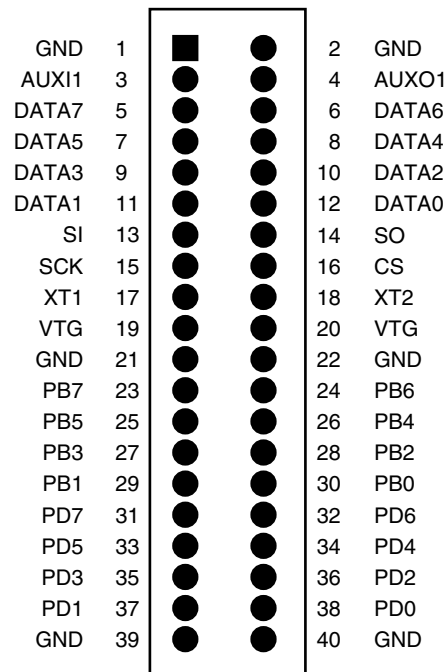 GND 1 2 GND
AUXI1 3 4 AUXO1
DATA7 5 6 DATA6
DATA5 7 8 DATA4
DATA3 9 10 DATA2
DATA1 11 12 DATA0
SI 13 14 SO
SCK 15 16 CS
XT1 17 18 XT2
VTG 19 20 VTG
GND 21 22 GND
PB7 23 24 PB6
PB5 25 26 PB4
PB3 27 28 PB2
PB1 29 30 PB0
PD7 31 32 PD6
PD5 33 34 PD4
PD3 35 36 PD2
PD1 37 38 PD0
GND 39 40 GND